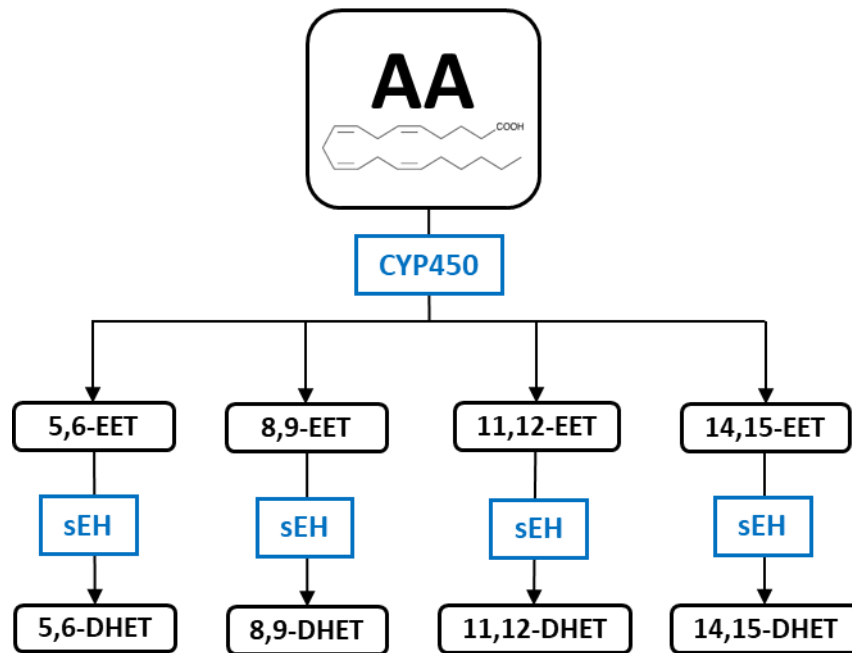 AA
COOH
CYP450
5,6-EET 8,9-EET 11,12-EET 14,15-EET
sEH sEH sEH sEH
5,6-DHET 8,9-DHET 11,12-DHET 14,15-DHET